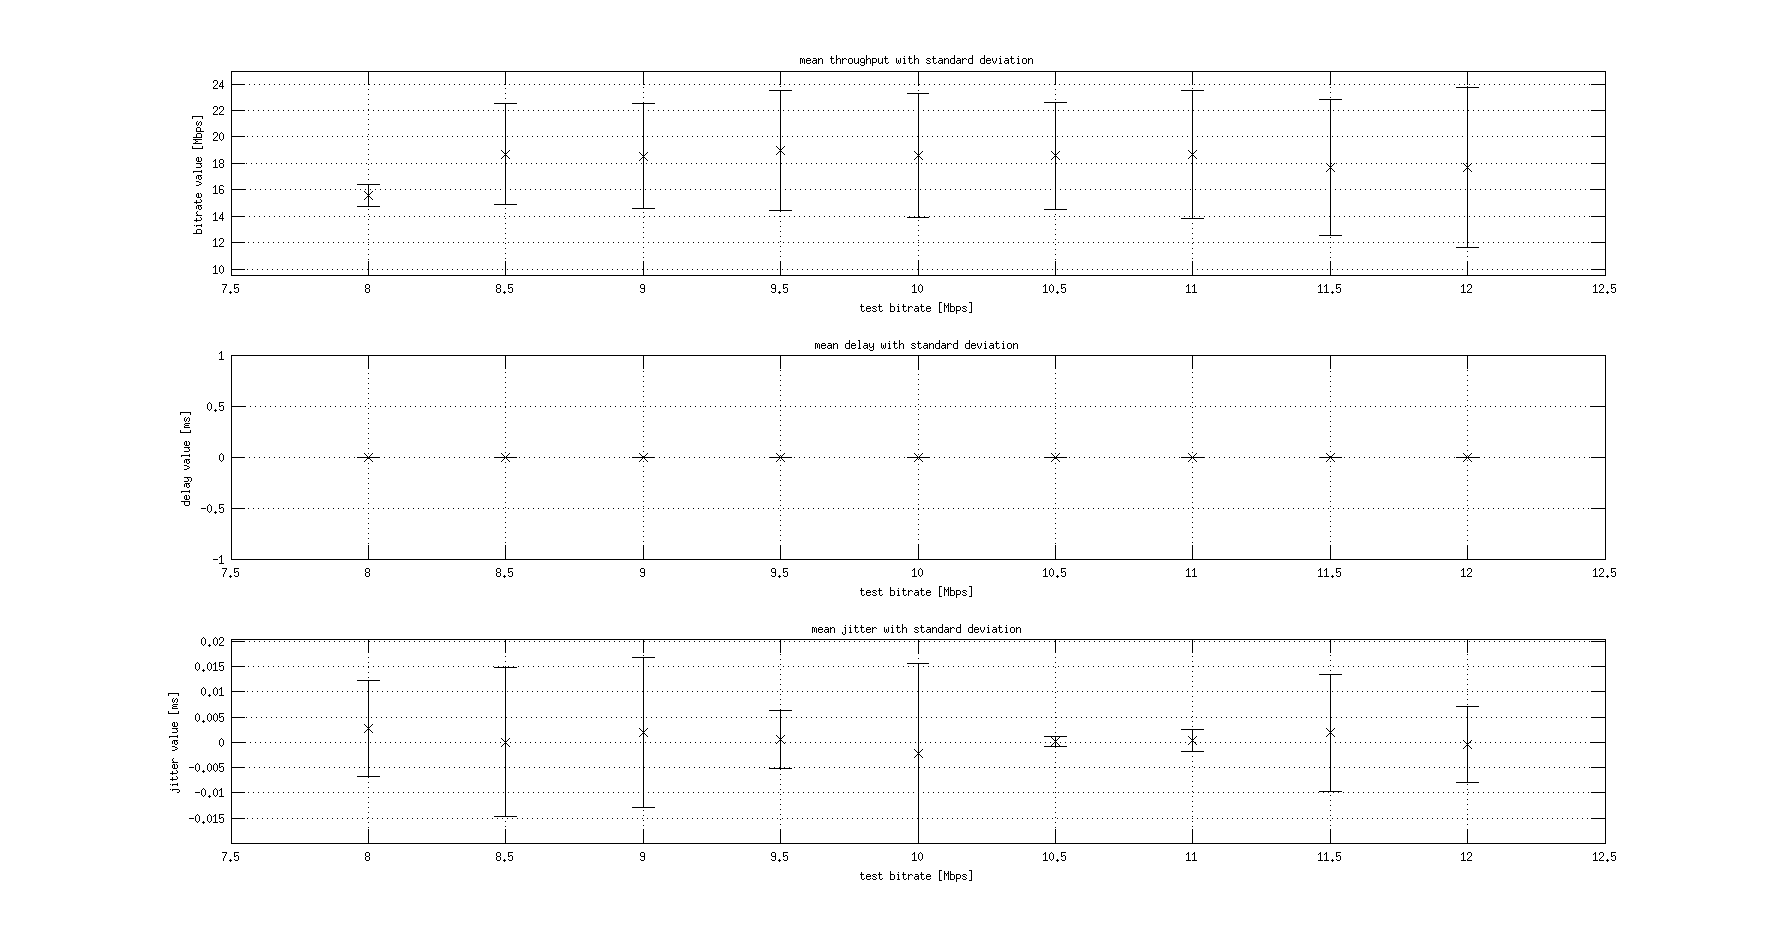 mean throughput with standard deviation
bitrate value [Mbps]
24
22
20
18
16
14
12
10
7.5 8 8.5 9 9.5 10 10.5 11 11.5 12 12.5
test bitrate [Mbps]
mean delay with standard deviation
delay value [ms]
1
0.5
0
-0.5
-1
7.5 8 8.5 9 9.5 10 10.5 11 11.5 12 12.5
test bitrate [Mbps]
mean jitter with standard deviation
jitter value [ms]
0.02
0.015
0.01
0.005
0
-0.005
-0.01
-0.015
7.5 8 8.5 9 9.5 10 10.5 11 11.5 12 12.5
test bitrate [Mbps]